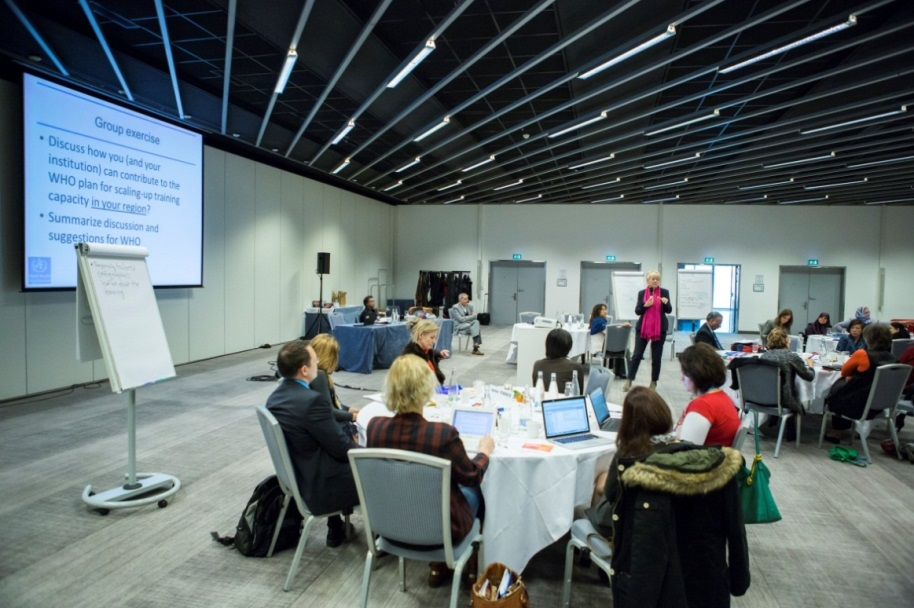 Group exercise
• Discuss how you (and your
institution) can contribute to the
WHO plan for scaling-up training
capacity in your region?
• Summarize discussion and
suggestions for WHO